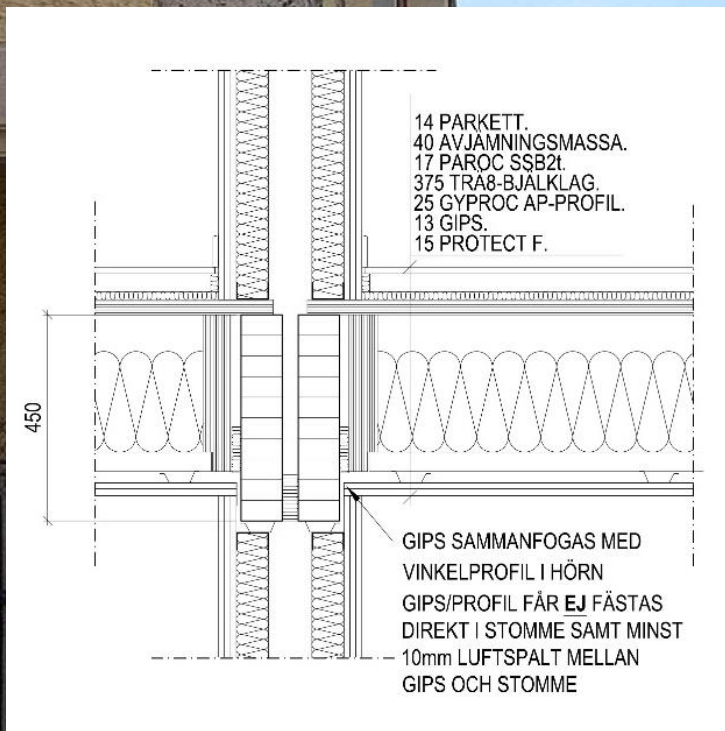 14 PARKETT.
40 AVJÄMNINGSMASSA.
17 PAROC SSB2t.
375 TRÄ8-BJÄLKLAG.
25 GYPROC AP-PROFIL.
13 GIPS.
15 PROTECT F.
450
GIPS SAMMANFOGAS MED
VINKELPROFIL I HÖRN
GIPS/PROFIL FÅR EJ FÄSTAS
DIREKT I STOMME SAMT MINST
10mm LUFTSPALT MELLAN
GIPS OCH STOMME